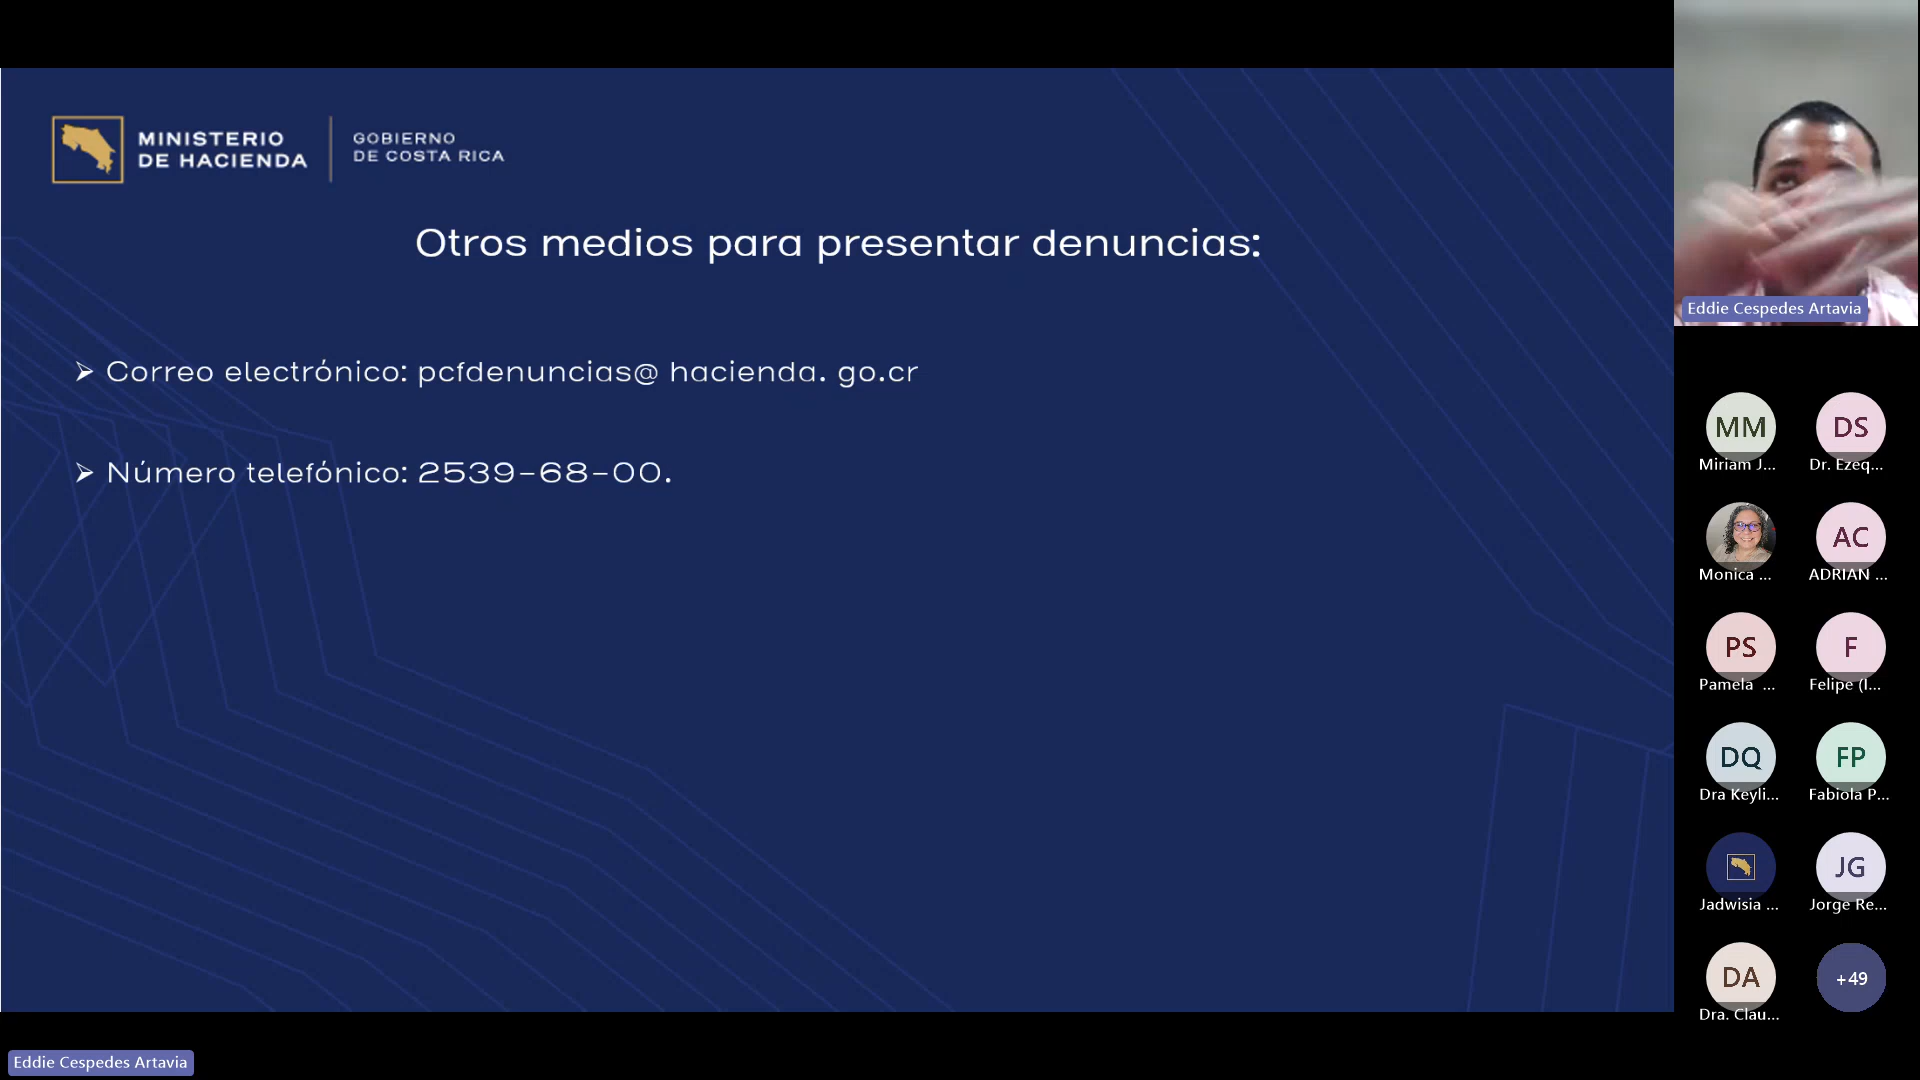 MINISTERIO
DE HACIENDA
GOBIERNO
DE COSTA RICA
Otros medios para presentar denuncias:
➤ Correo electrónico: pcfdenuncias@ hacienda. go.cr
➤ Número telefónico: 2539-68-00.
Eddie Cespedes Artavia
MM
Miriam J...
DS
Dr. Ezeq...
Monica ...
AC
ADRIAN ...
PS
Pamela ...
F
Felipe (I...
DQ
Dra Keyli...
FP
Fabiola P...
Jadwisia ...
JG
Jorge Re...
DA
Dra. Clau...
+49
Eddie Cespedes Artavia